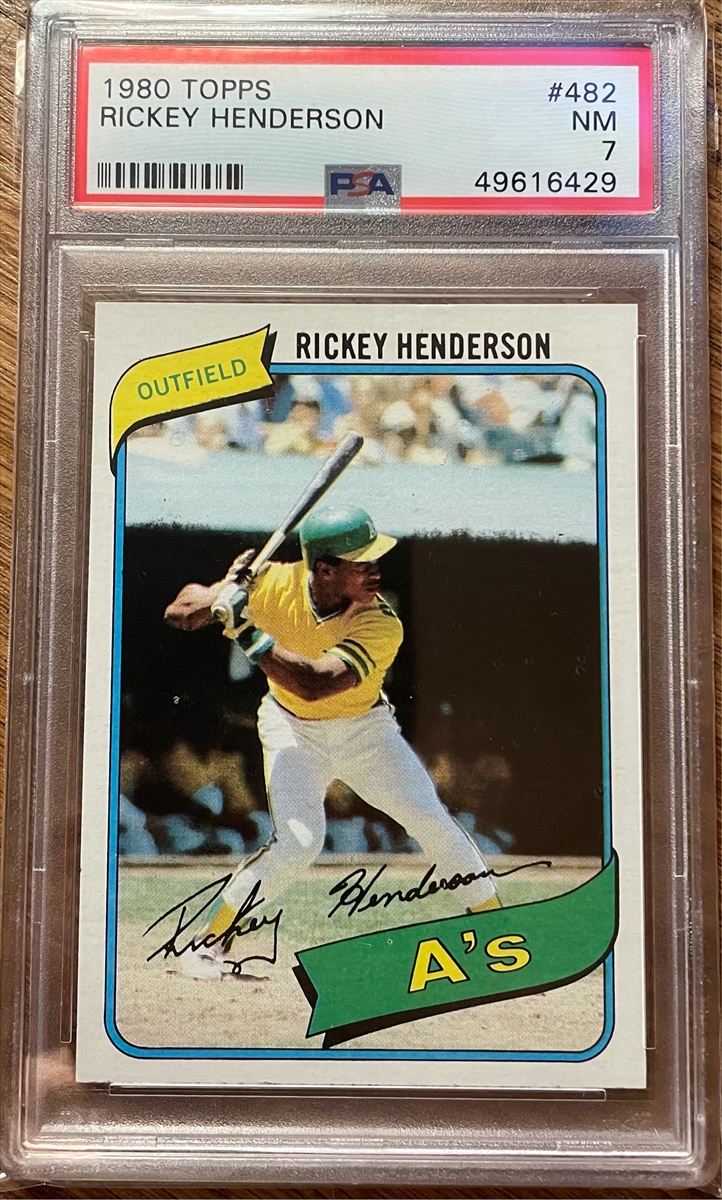 1980 TOPPS #482
RICKEY HENDERSON NM
7
PSA 49616429
OUTFIELD
RICKEY HENDERSON
Rickey Henderson
A's